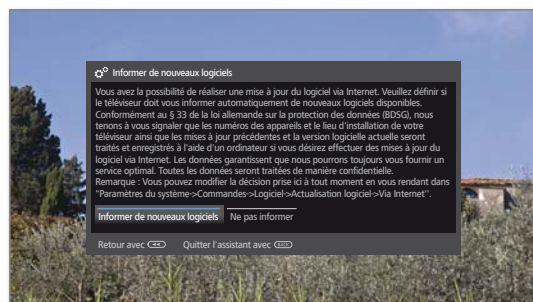 Informer de nouveaux logiciels
Vous avez la possibilité de réaliser une mise à jour du logiciel via Internet. Veuillez définir si
le téléviseur doit vous informer automatiquement de nouveaux logiciels disponibles.
Conformément au § 33 de la loi allemande sur la protection des données (BDSG), nous
tenons à vous signaler que les numéros des appareils et le lieu d'installation de votre
téléviseur ainsi que les mises à jour précédentes et la version logicielle actuelle seront
traités et enregistrés à l'aide d'un ordinateur si vous désirez effectuer des mises à jour du
logiciel via Internet. Les données garantissent que nous pourrons toujours vous fournir un
service optimal. Toutes les données seront traitées de manière confidentielle.
Remarque : Vous pouvez modifier la décision prise ici à tout moment en vous rendant dans
"Paramètres du système->Commandes->Logiciel->Actualisation logiciel->Via Internet".
Informer de nouveaux logiciels Ne pas informer
Retour avec Quitter l'assistant avec BACK